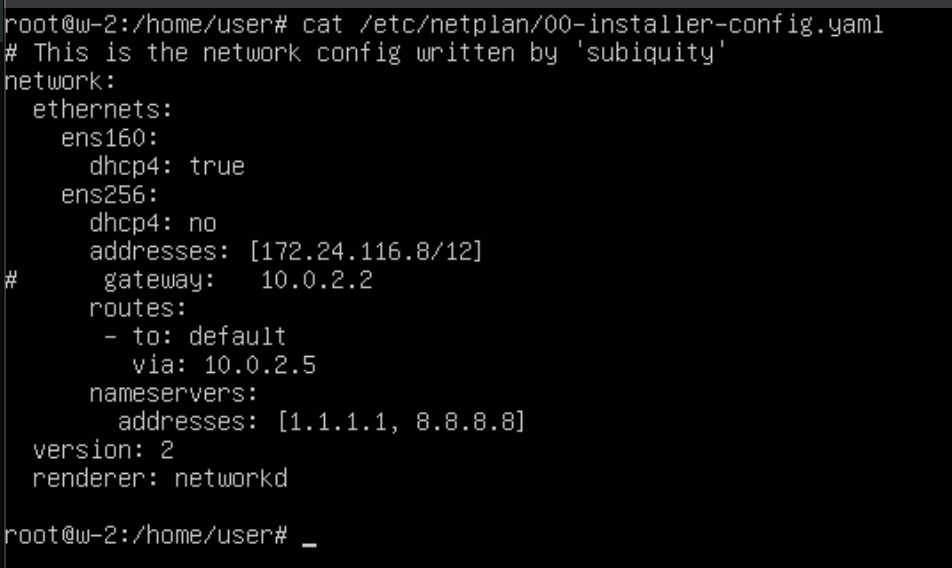 root@w-2:/home/user# cat /etc/netplan/00-installer-config.yaml
# This is the network config written by 'subiquity'
network:
  ethernets:
    ens160:
      dhcp4: true
    ens256:
      dhcp4: no
      addresses: [172.24.116.8/12]
#      gateway:   10.0.2.2
      routes:
       - to: default
         via: 10.0.2.5
      nameservers:
        addresses: [1.1.1.1, 8.8.8.8]
  version: 2
  renderer: networkd

root@w-2:/home/user# _